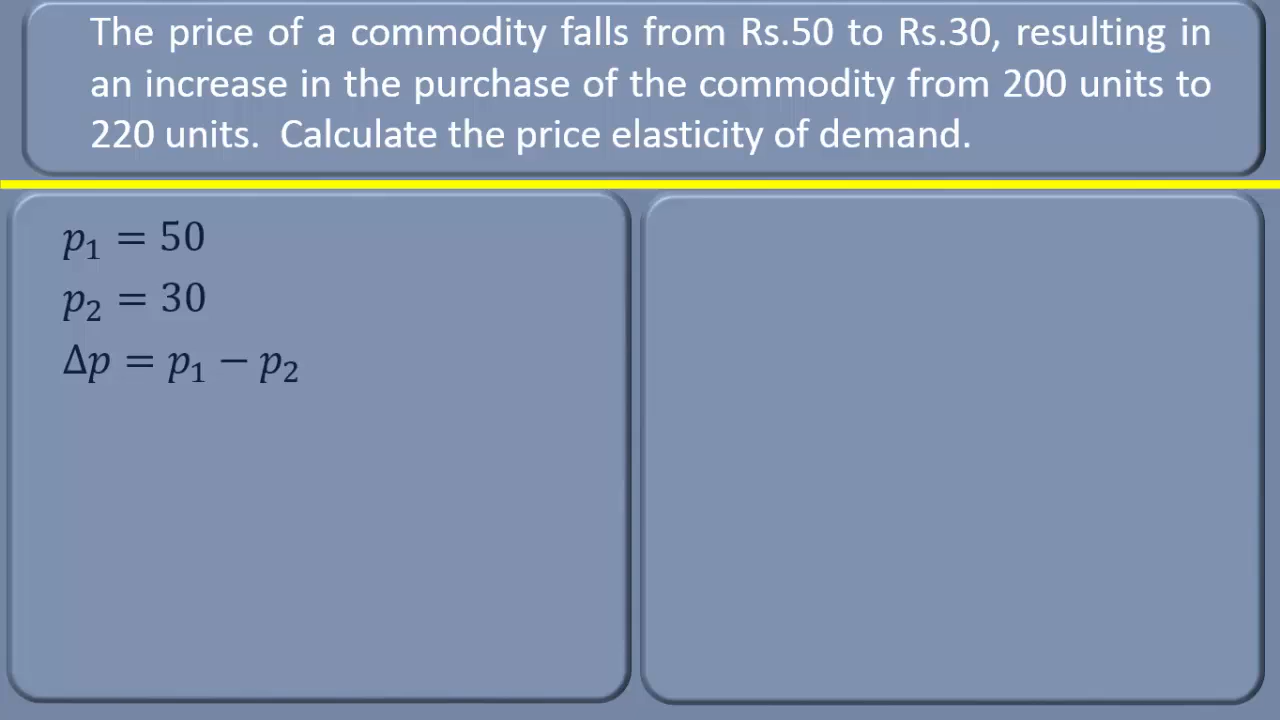 The price of a commodity falls from Rs.50 to Rs.30, resulting in
an increase in the purchase of the commodity from 200 units to
220 units.  Calculate the price elasticity of demand.
p₁ = 50
p₂ = 30
Δp = p₁ − p₂